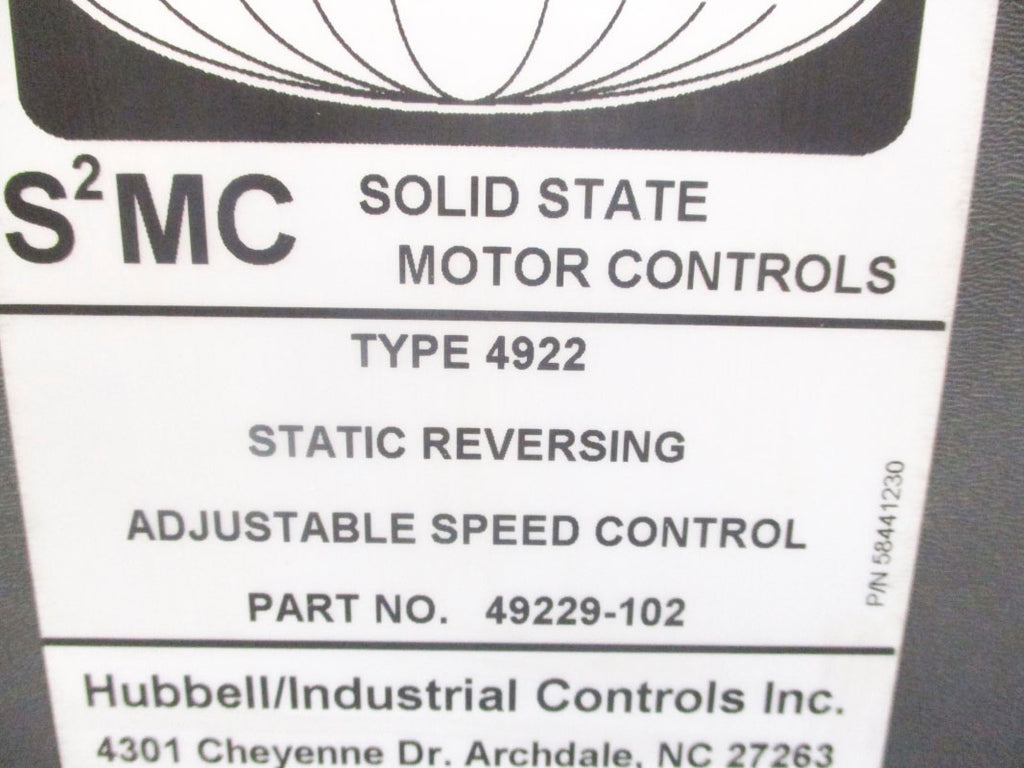 S²MC SOLID STATE
MOTOR CONTROLS
TYPE 4922
STATIC REVERSING
ADJUSTABLE SPEED CONTROL
PART NO. 49229-102
P/N 58441230
Hubbell/Industrial Controls Inc.
4301 Cheyenne Dr. Archdale, NC 27263